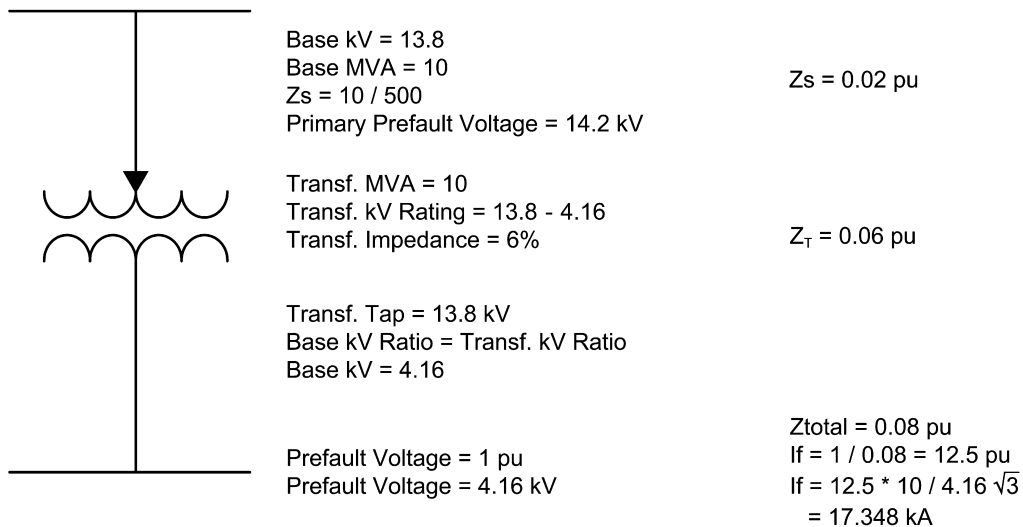 Base kV = 13.8
Base MVA = 10
Zs = 10 / 500
Primary Prefault Voltage = 14.2 kV
Zs = 0.02 pu
Transf. MVA = 10
Transf. kV Rating = 13.8 - 4.16
Transf. Impedance = 6%
Z_T = 0.06 pu
Transf. Tap = 13.8 kV
Base kV Ratio = Transf. kV Ratio
Base kV = 4.16
Prefault Voltage = 1 pu
Prefault Voltage = 4.16 kV
Ztotal = 0.08 pu
If = 1 / 0.08 = 12.5 pu
If = 12.5 * 10 / 4.16 √3
= 17.348 kA